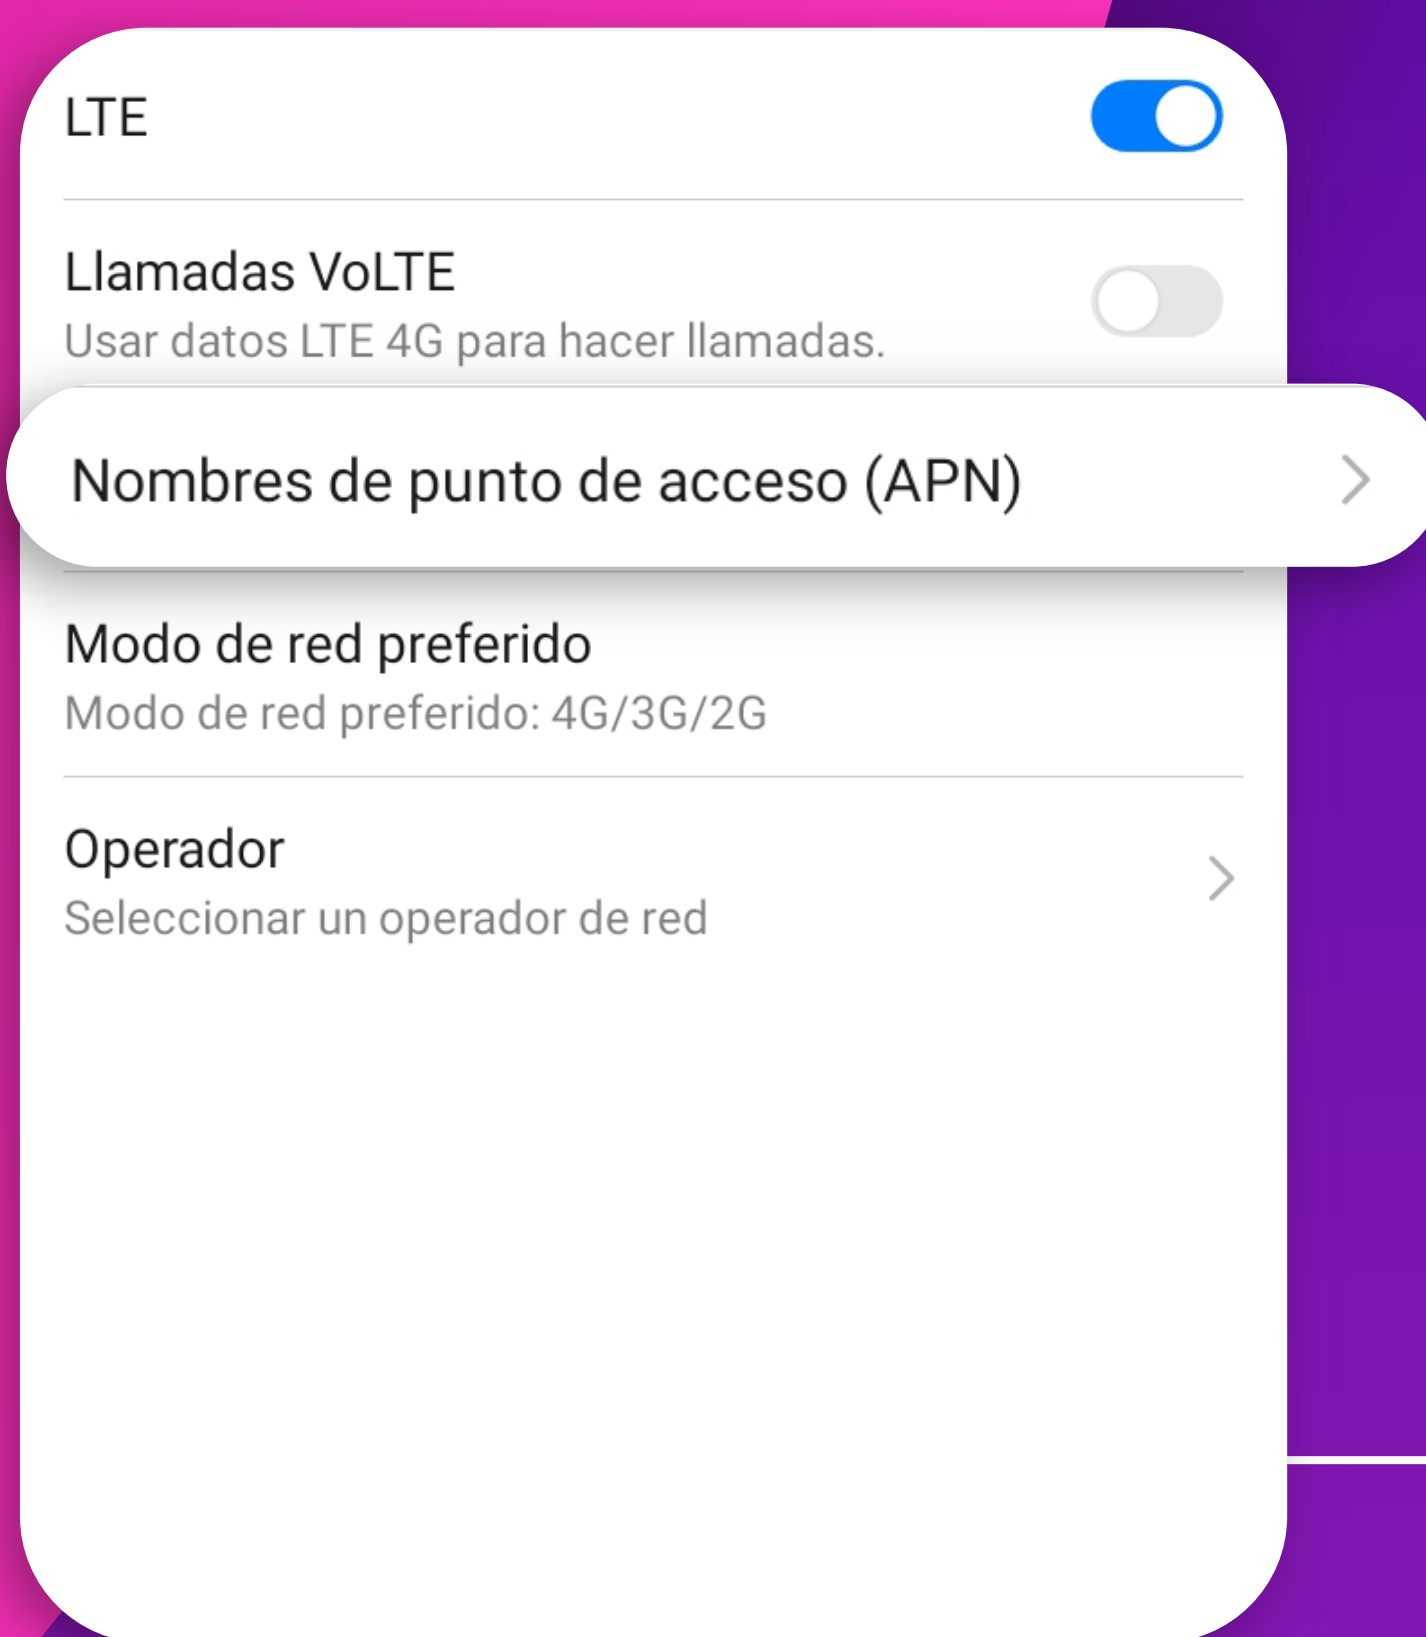 LTE
Llamadas VoLTE
Usar datos LTE 4G para hacer llamadas.
Nombres de punto de acceso (APN)
Modo de red preferido
Modo de red preferido: 4G/3G/2G
Operador
Seleccionar un operador de red